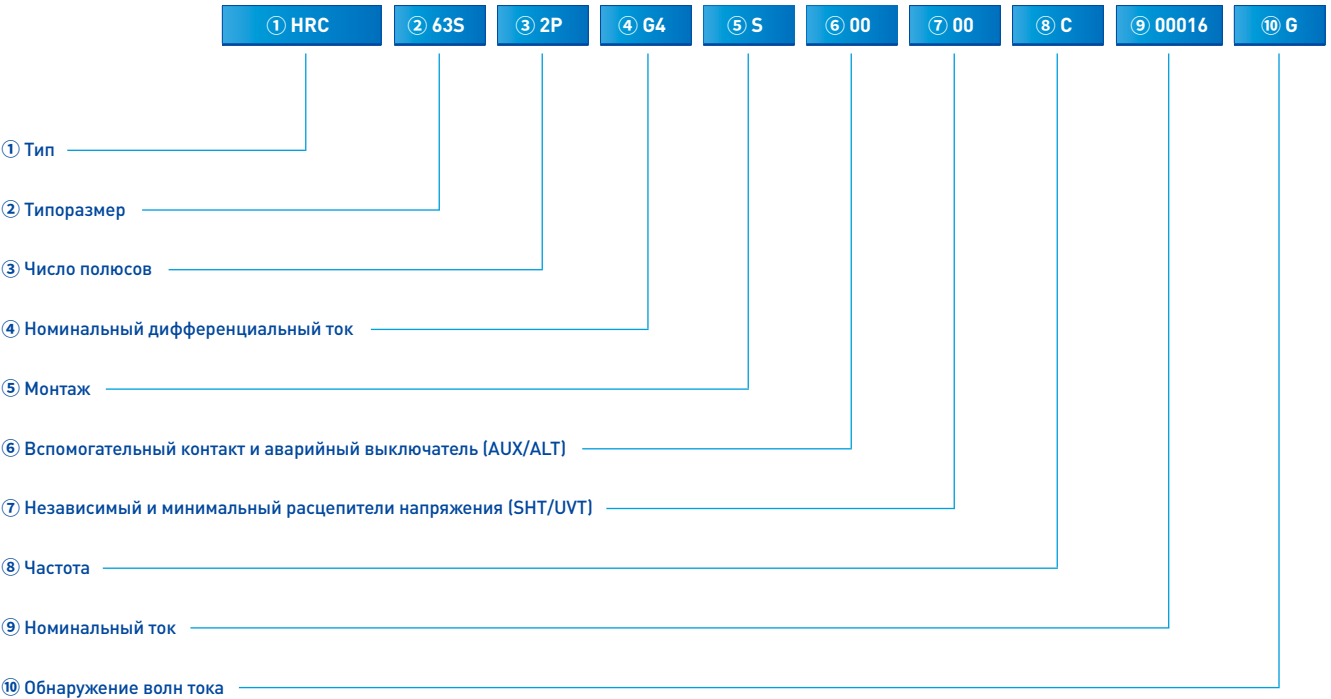 ① HRC ② 63S ③ 2P ④ G4 ⑤ S ⑥ 00 ⑦ 00 ⑧ C ⑨ 00016 ⑩ G
① Тип
② Типоразмер
③ Число полюсов
④ Номинальный дифференциальный ток
⑤ Монтаж
⑥ Вспомогательный контакт и аварийный выключатель (AUX/ALT)
⑦ Независимый и минимальный расцепители напряжения (SHT/UVT)
⑧ Частота
⑨ Номинальный ток
⑩ Обнаружение волн тока